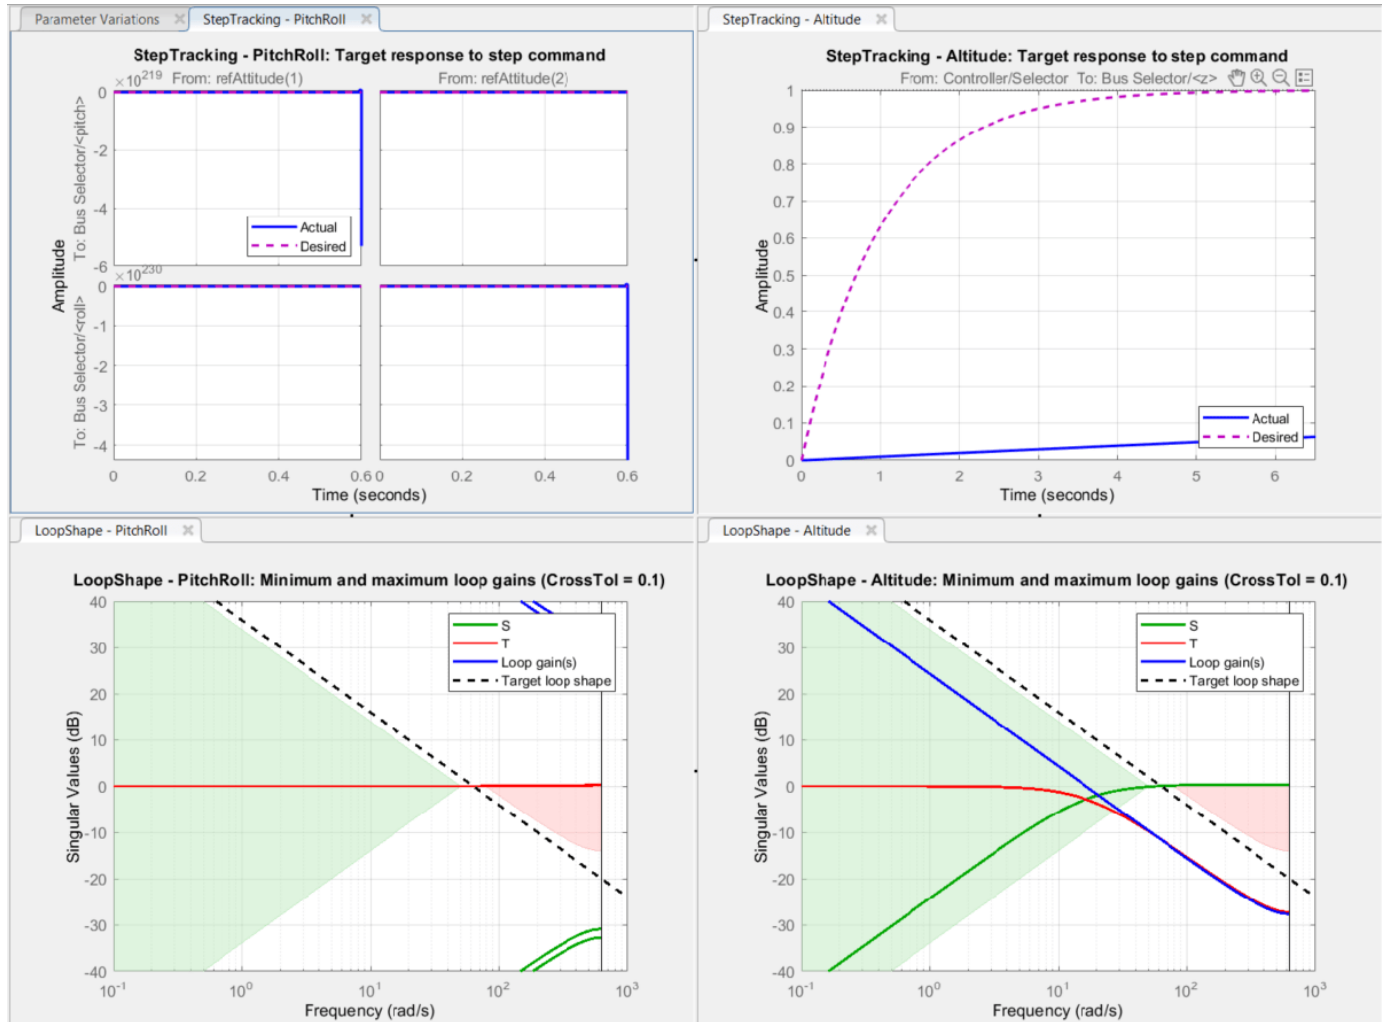 Parameter Variations
StepTracking - PitchRoll
StepTracking - PitchRoll: Target response to step command
×10^219
From: refAttitude(1)
From: refAttitude(2)
To: Bus Selector/<pitch>
0
-2
-4
-6
Actual
Desired
Amplitude
×10^230
To: Bus Selector/<roll>
0
-1
-2
-3
-4
0 0.2 0.4 0.6 0 0.2 0.4 0.6
Time (seconds)
StepTracking - Altitude
StepTracking - Altitude: Target response to step command
From: Controller/Selector To: Bus Selector/<z>
Amplitude
1
0.9
0.8
0.7
0.6
0.5
0.4
0.3
0.2
0.1
0
Actual
Desired
0 1 2 3 4 5 6
Time (seconds)
LoopShape - PitchRoll
LoopShape - PitchRoll: Minimum and maximum loop gains (CrossTol = 0.1)
Singular Values (dB)
40
30
20
10
0
-10
-20
-30
-40
S
T
Loop gain(s)
Target loop shape
10^-1 10^0 10^1 10^2 10^3
Frequency (rad/s)
LoopShape - Altitude
LoopShape - Altitude: Minimum and maximum loop gains (CrossTol = 0.1)
Singular Values (dB)
40
30
20
10
0
-10
-20
-30
-40
S
T
Loop gain(s)
Target loop shape
10^-1 10^0 10^1 10^2 10^3
Frequency (rad/s)